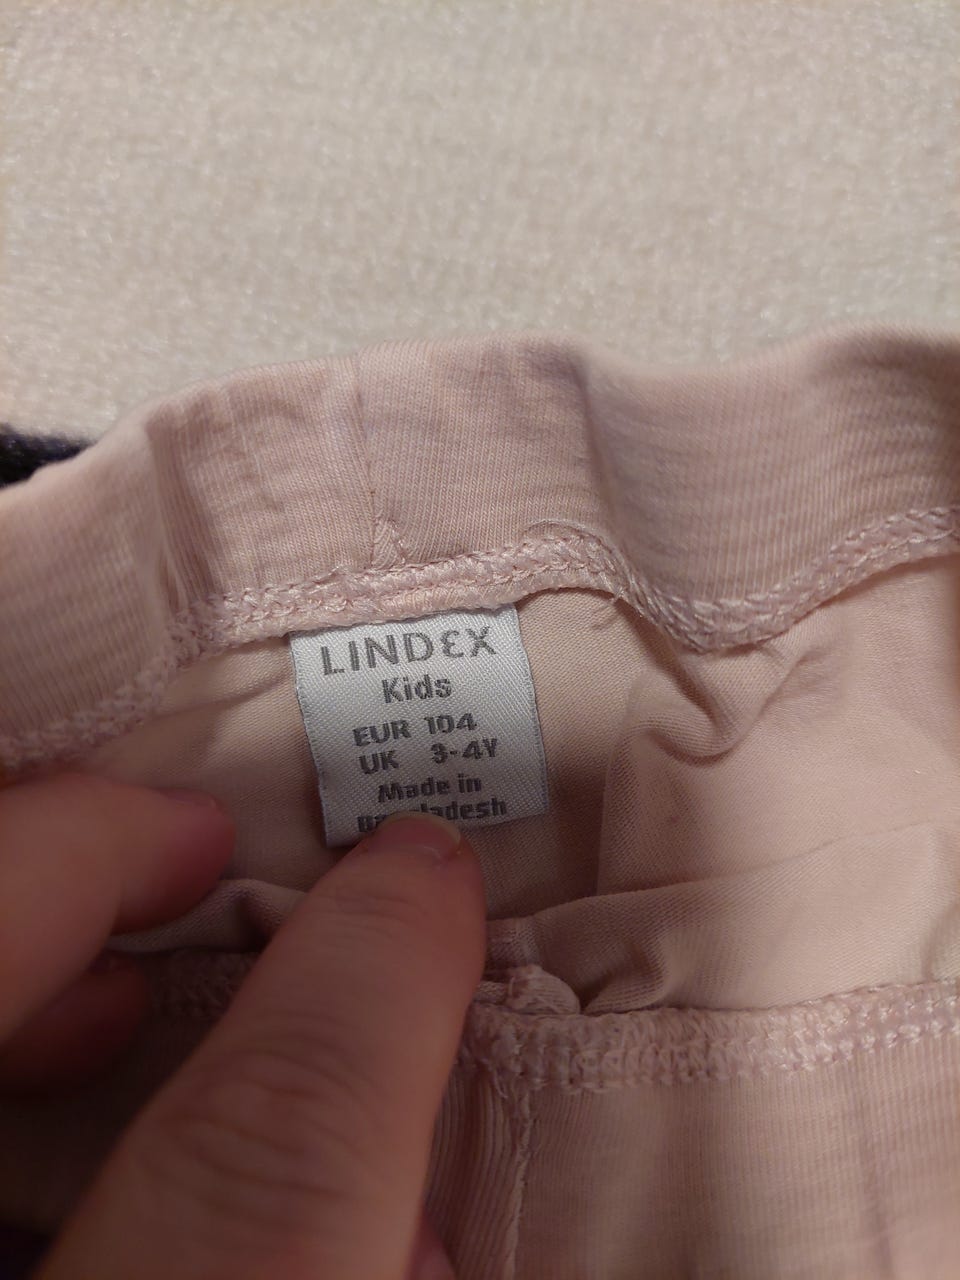 LINDEX
Kids
EUR 104
UK 3-4Y
Made in